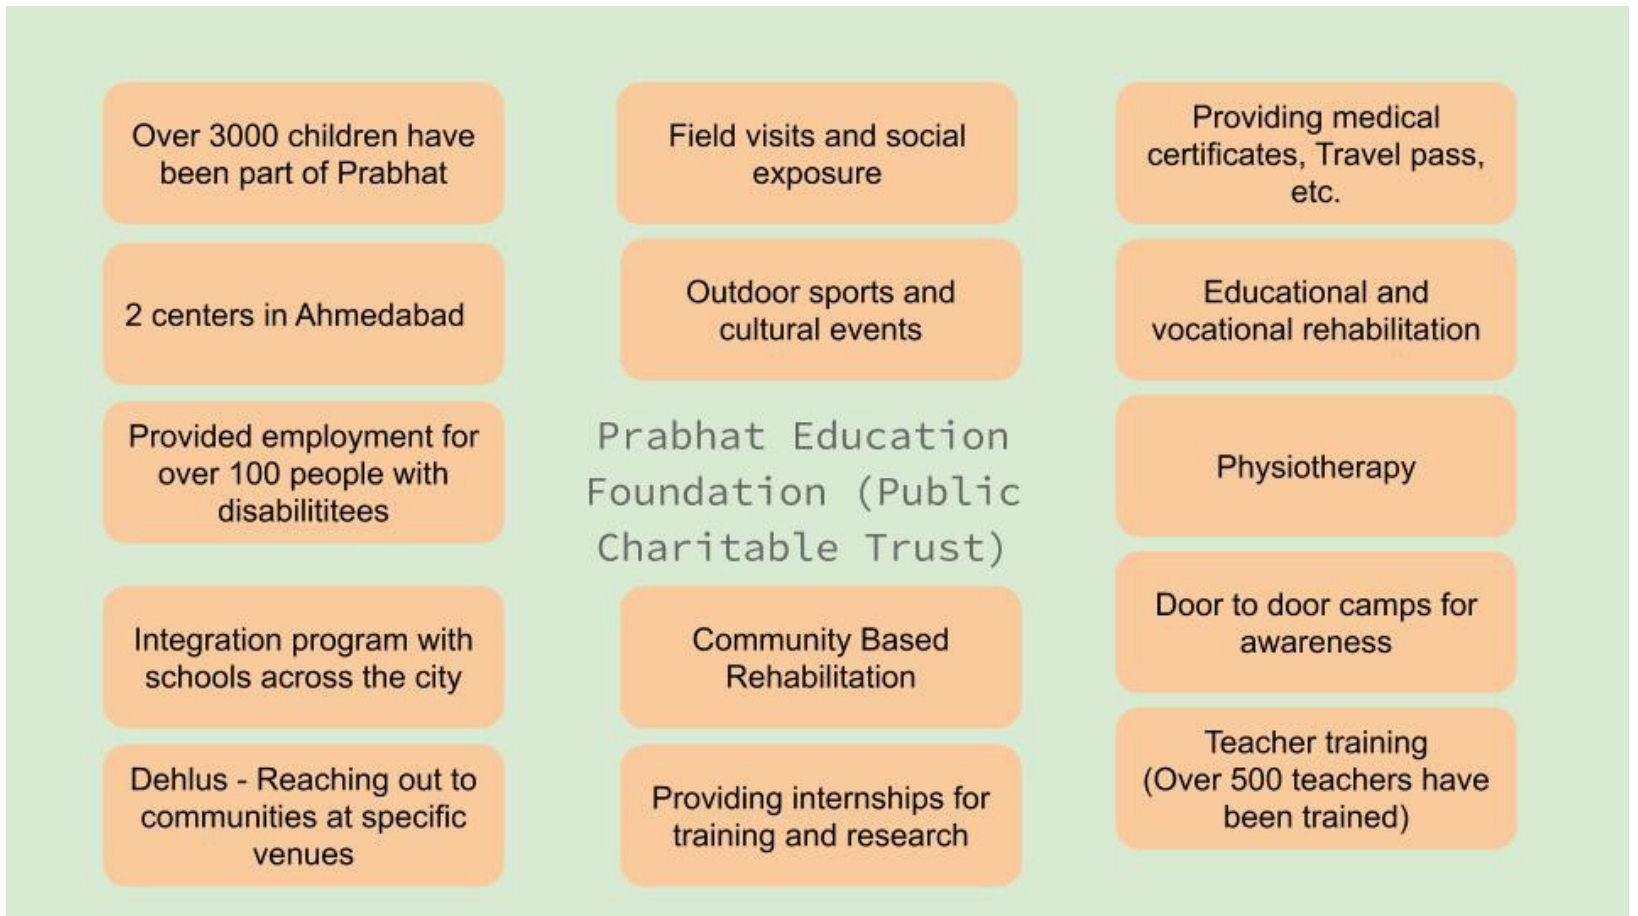 Over 3000 children have
been part of Prabhat
2 centers in Ahmedabad
Provided employment for
over 100 people with
disabilititees
Integration program with
schools across the city
Dehlus - Reaching out to
communities at specific
venues
Field visits and social
exposure
Outdoor sports and
cultural events
Prabhat Education
Foundation (Public
Charitable Trust)
Community Based
Rehabilitation
Providing internships for
training and research
Providing medical
certificates, Travel pass,
etc.
Educational and
vocational rehabilitation
Physiotherapy
Door to door camps for
awareness
Teacher training
(Over 500 teachers have
been trained)